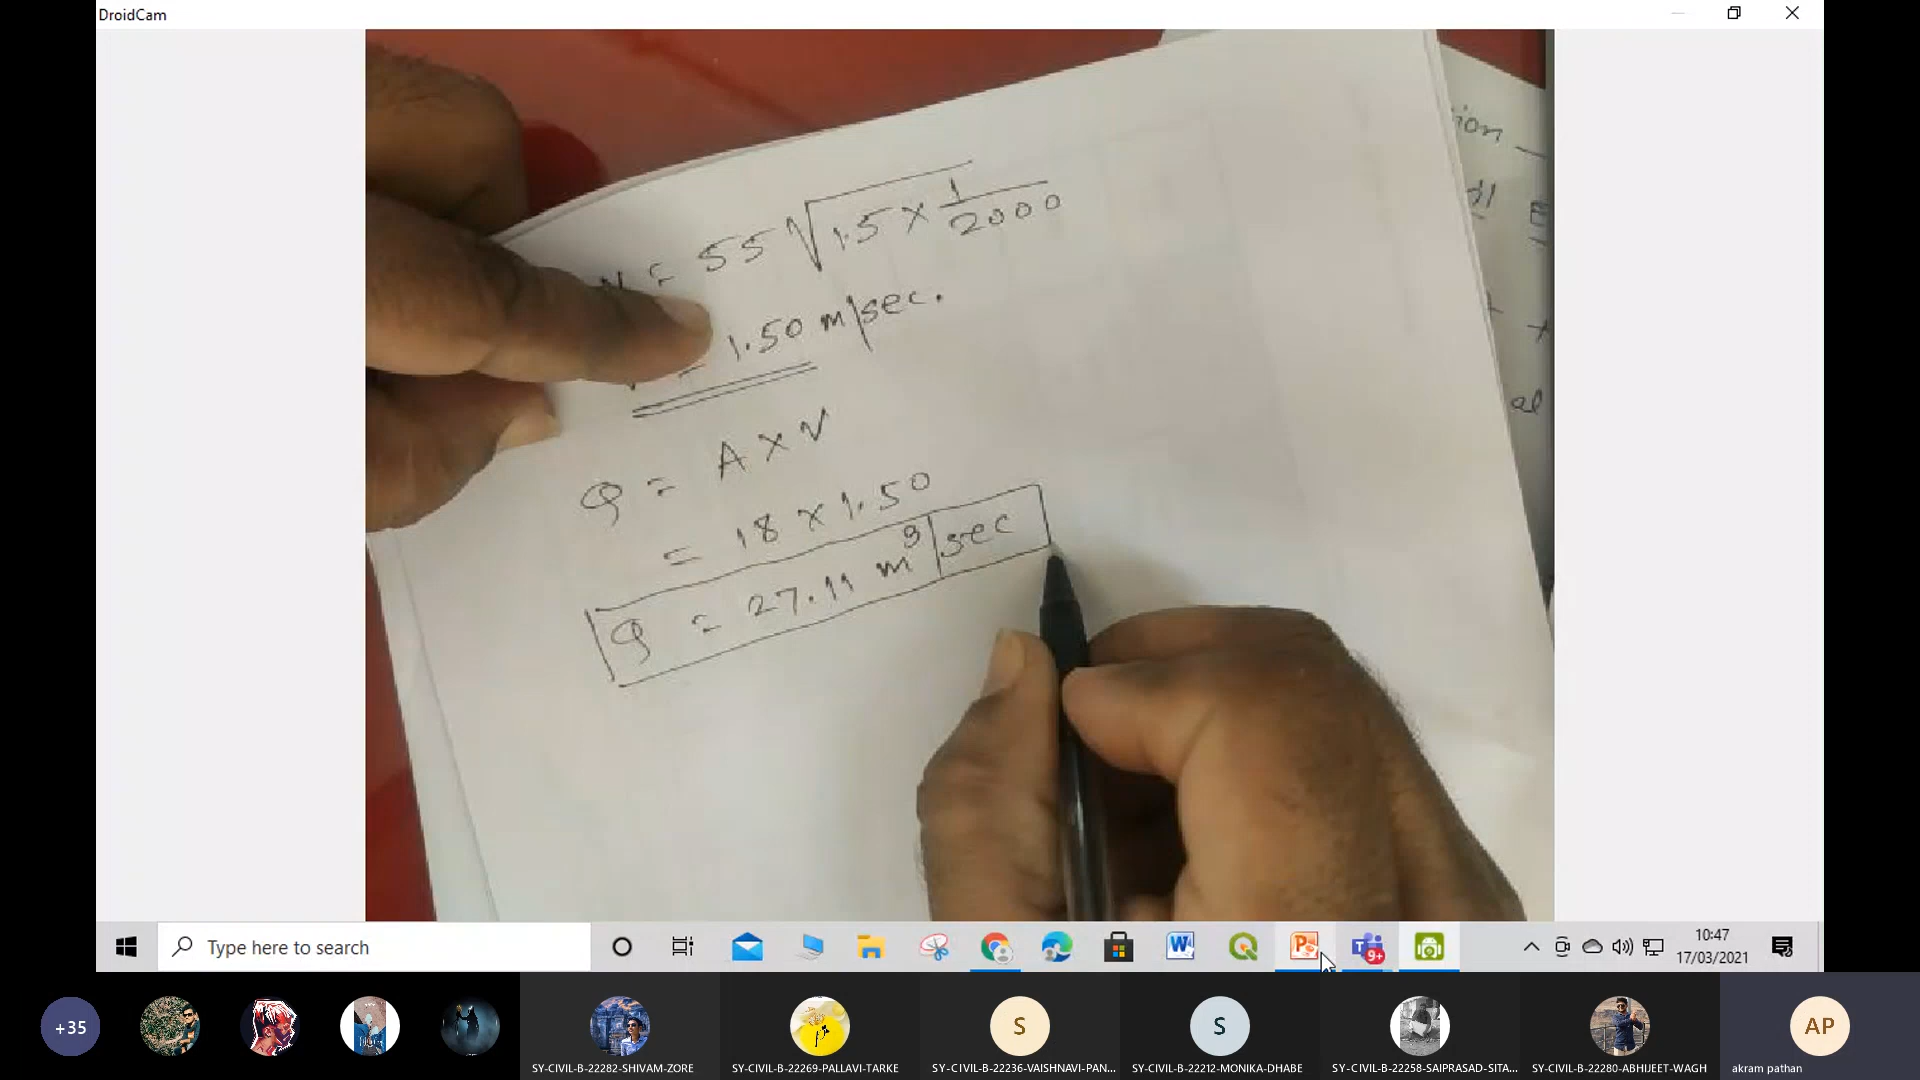 DroidCam
V = 55 √1.5 × 1/2000
= 1.50 m/sec.
Q = A × V
= 18 × 1.50
Q = 27.11 m³/sec
ion
al
Type here to search
9+
10:47
17/03/2021
+35
S
S
AP
SY-CIVIL-B-22282-SHIVAM-ZORE
SY-CIVIL-B-22269-PALLAVI-TARKE
SY-CIVIL-B-22236-VAISHNAVI-PAN...
SY-CIVIL-B-22212-MONIKA-DHABE
SY-CIVIL-B-22258-SAIPRASAD-SITA...
SY-CIVIL-B-22280-ABHIJEET-WAGH
akram pathan